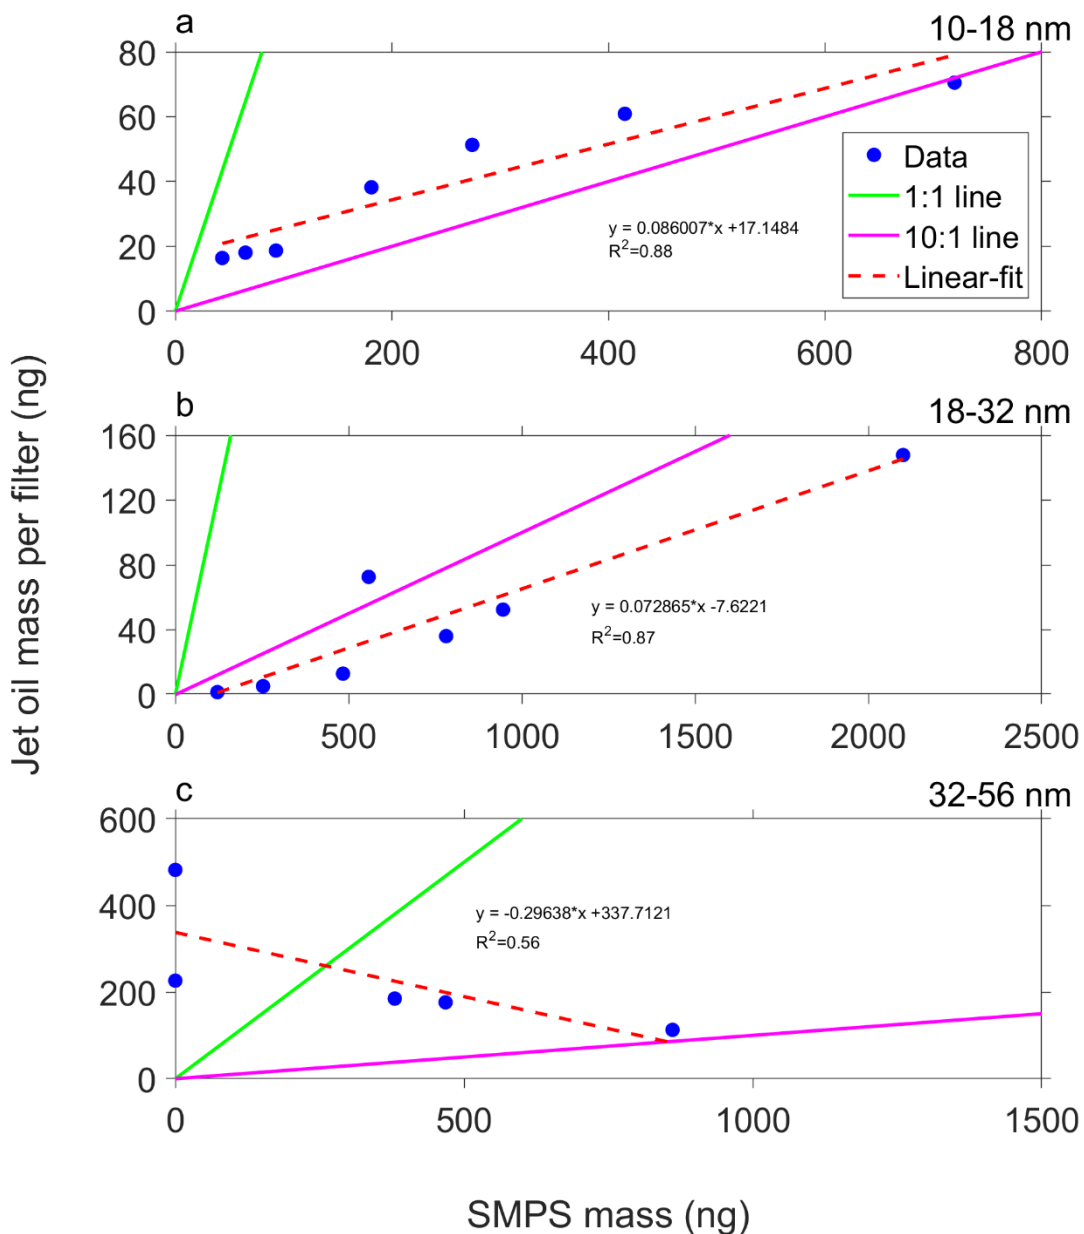 a
10-18 nm
80
60
40
20
0
0 200 400 600 800
Data
1:1 line
10:1 line
Linear-fit
y = 0.086007*x +17.1484
R²=0.88
b
18-32 nm
160
120
80
40
0
0 500 1000 1500 2000 2500
y = 0.072865*x -7.6221
R²=0.87
c
32-56 nm
600
400
200
0
0 500 1000 1500
y = -0.29638*x +337.7121
R²=0.56
Jet oil mass per filter (ng)
SMPS mass (ng)